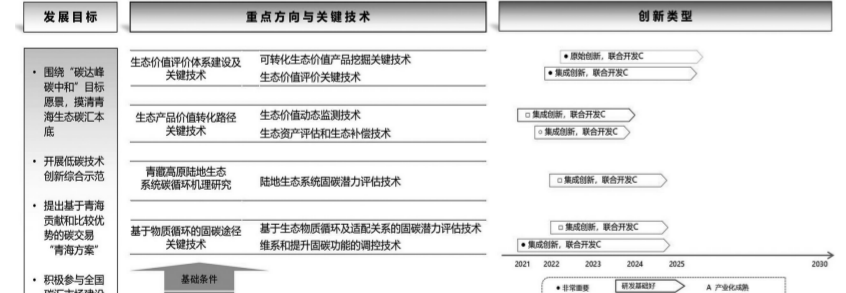 发展目标
重点方向与关键技术
创新类型
• 围绕“碳达峰
碳中和”目标
愿景，摸清青
海生态碳汇本
底
• 开展低碳技术
创新综合示范
• 提出基于青海
贡献和比较优
势的碳交易
“青海方案”
• 积极参与全国
生态价值评价体系建设及
关键技术
可转化生态价值产品挖掘关键技术
生态价值评价关键技术
生态产品价值转化路径
关键技术
生态价值动态监测技术
生态资产评估和生态补偿技术
青藏高原陆地生态
系统碳循环机理研究
陆地生态系统固碳潜力评估技术
基于物质循环的固碳途径
关键技术
基于生态物质循环及适配关系的固碳潜力评估技术
维系和提升固碳功能的调控技术
基础条件
● 原始创新，联合开发C
● 集成创新，联合开发C
□ 集成创新，联合开发C
○ 集成创新，联合开发C
□ 集成创新，联合开发C
□ 集成创新，联合开发C
● 集成创新，联合开发C
2021 2022 2023 2024 2025 2030
● 非常重要 研发基础好 A 产业化成熟